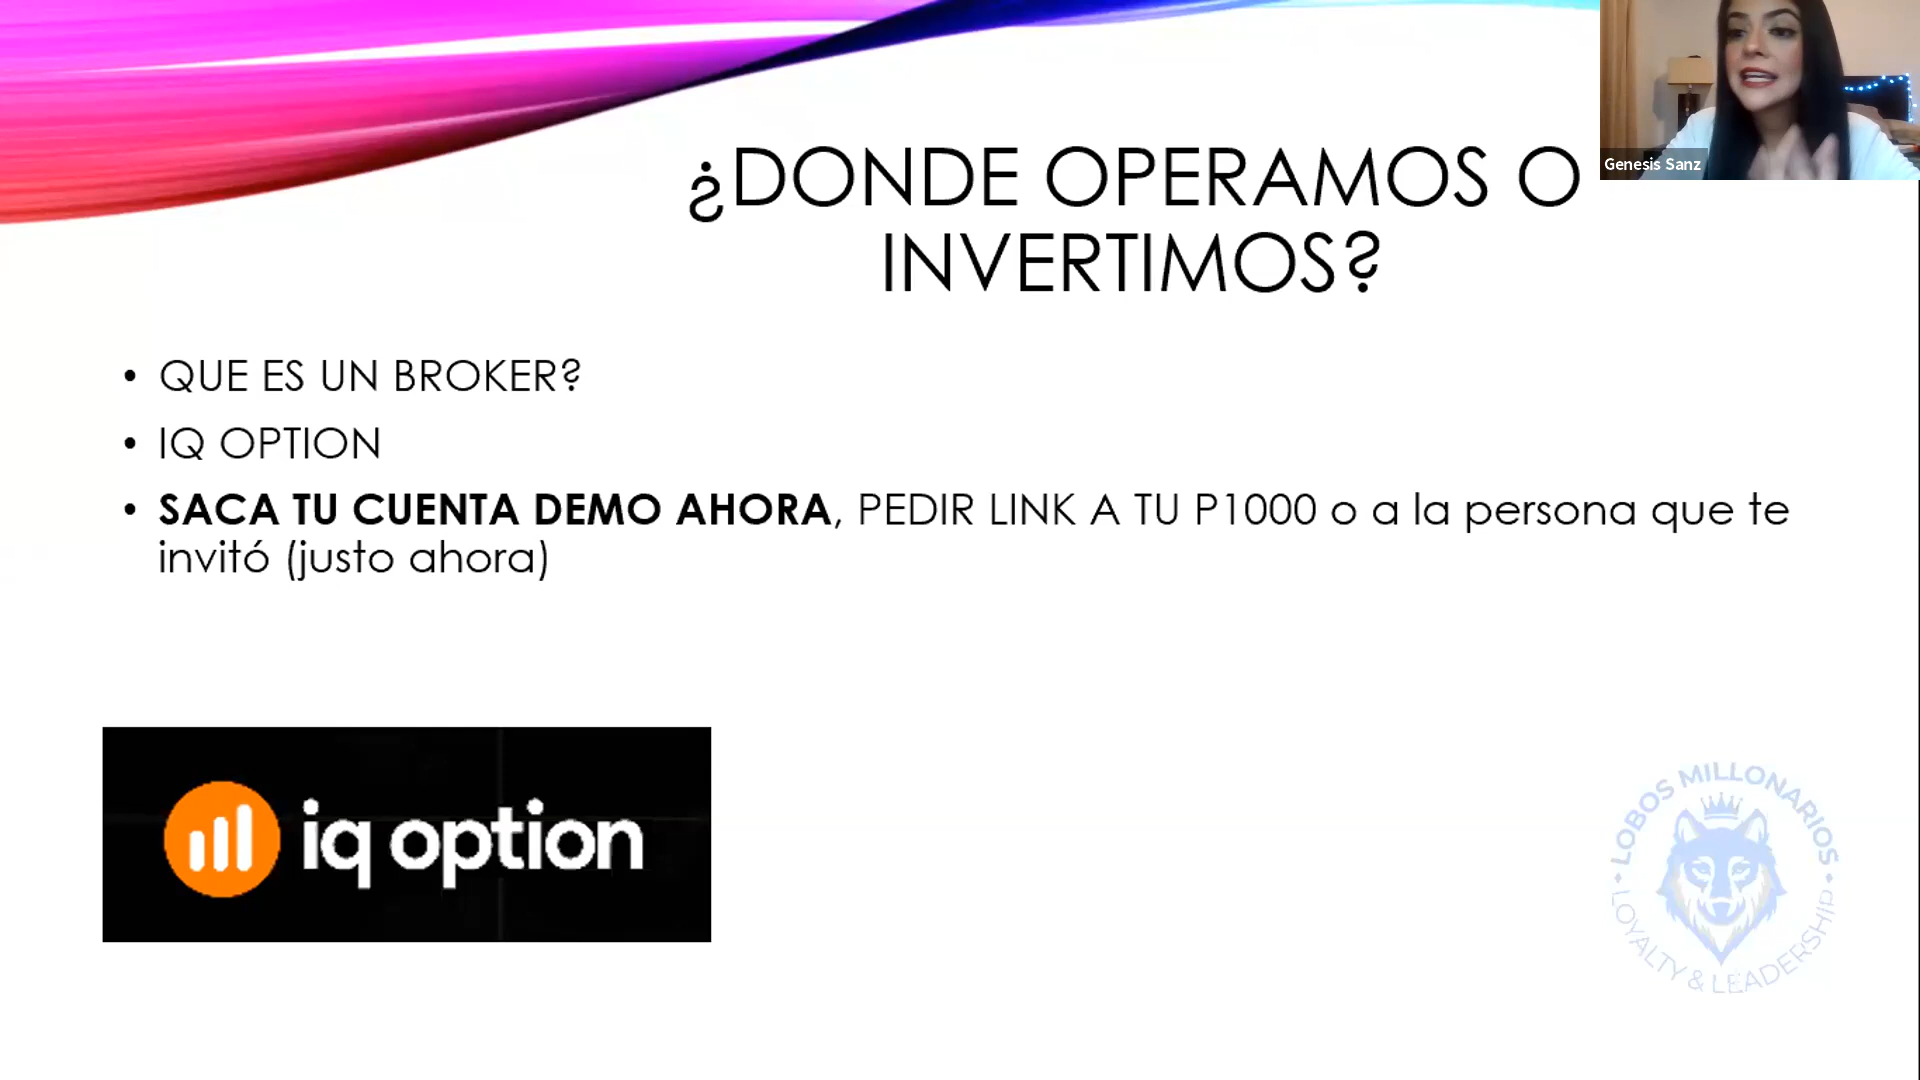 ¿DONDE OPERAMOS O
INVERTIMOS?
Genesis Sanz
• QUE ES UN BROKER?
• IQ OPTION
• SACA TU CUENTA DEMO AHORA, PEDIR LINK A TU P1000 o a la persona que te
invitó (justo ahora)
iq option
LOBOS MILLONARIOS
LOYALTY & LEADERSHIP